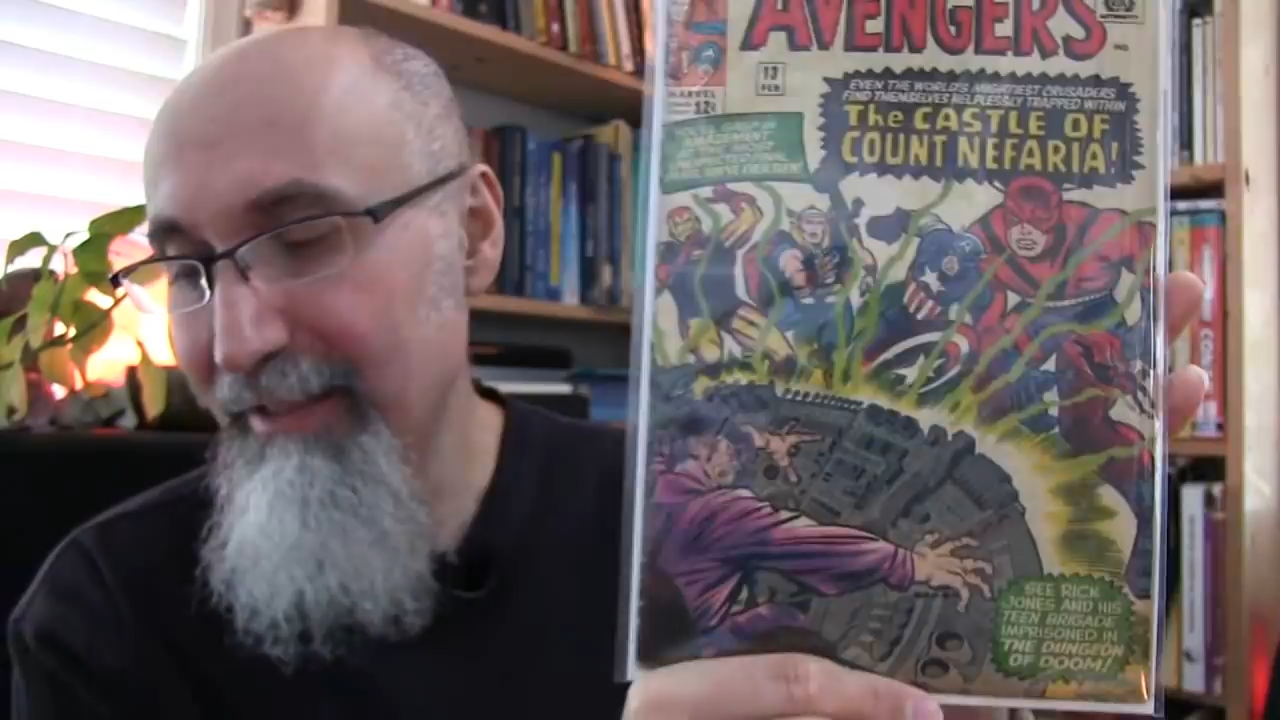 AVENGERS
IND.
13
FEB
MARVEL
12¢
EVEN THE WORLD'S MIGHTIEST CRUSADERS
FIND THEMSELVES HELPLESSLY TRAPPED WITHIN
The CASTLE OF
COUNT NEFARIA!
SEE RICK
JONES AND HIS
TEEN BRIGADE
IMPRISONED IN
THE DUNGEON
OF DOOM!